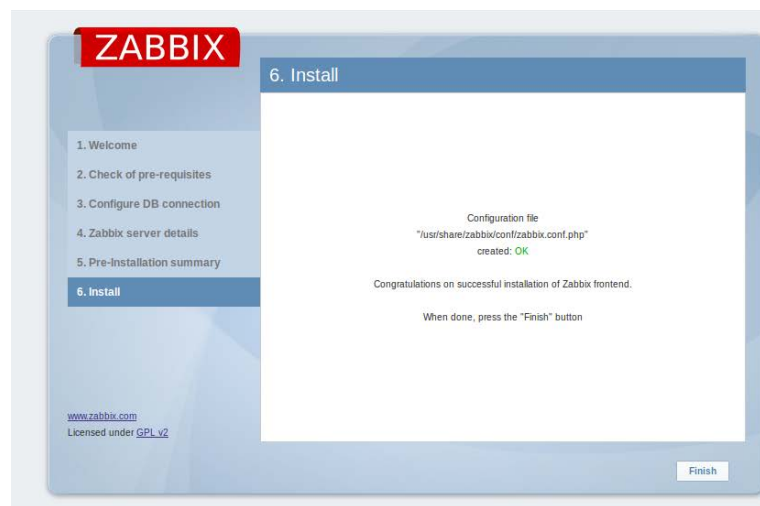 ZABBIX
6. Install
1. Welcome
2. Check of pre-requisites
3. Configure DB connection
4. Zabbix server details
5. Pre-Installation summary
6. Install
Configuration file
"/usr/share/zabbix/conf/zabbix.conf.php"
created: OK
Congratulations on successful installation of Zabbix frontend.
When done, press the "Finish" button
www.zabbix.com
Licensed under GPL v2
Finish